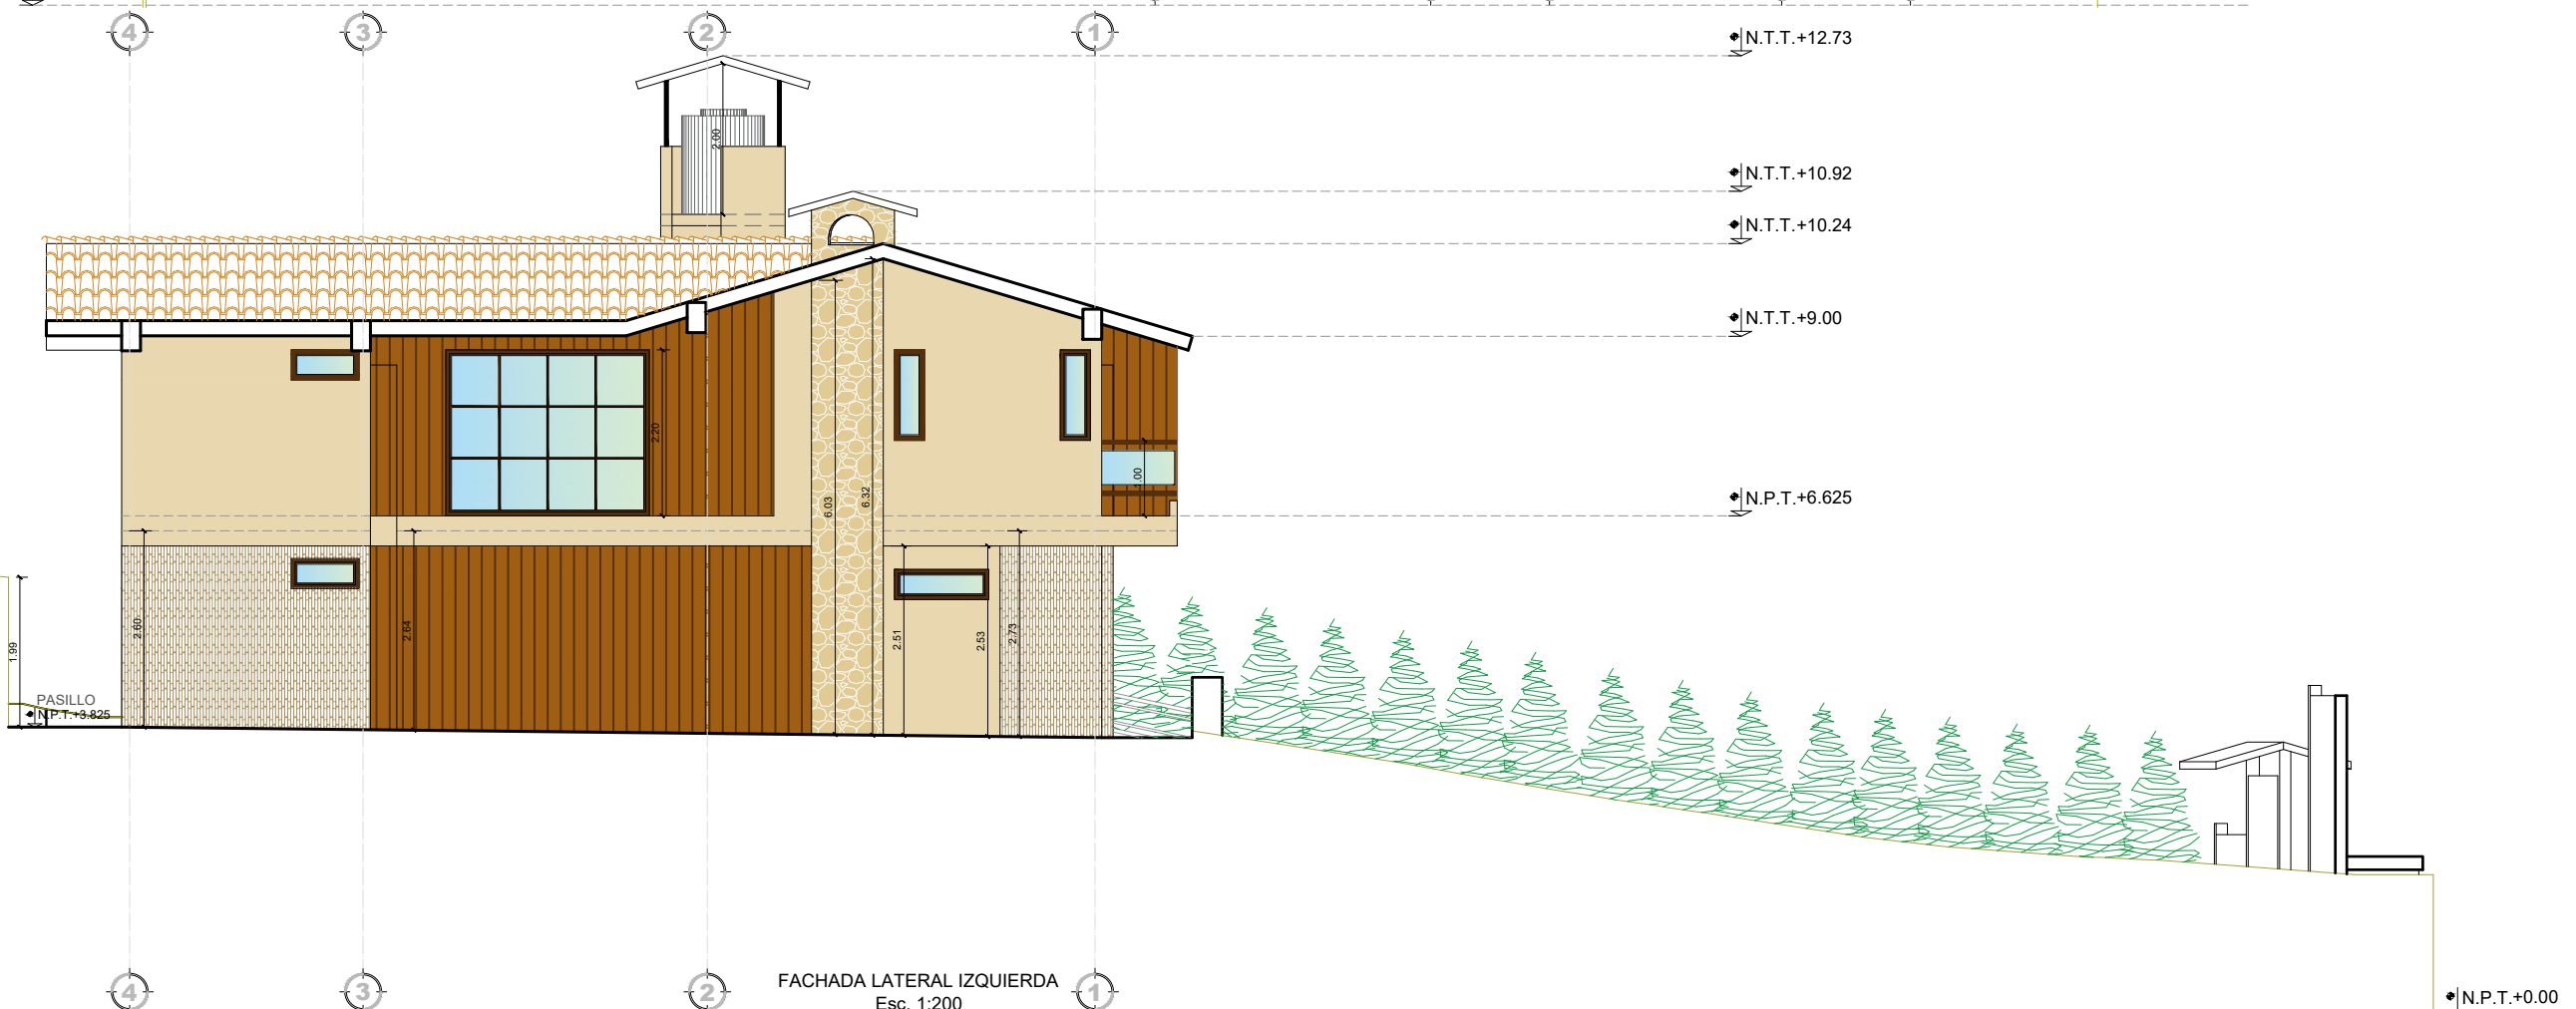 4
3
2
1
N.T.T.+12.73
2.00
N.T.T.+10.92
N.T.T.+10.24
N.T.T.+9.00
2.20
1.00
6.03
6.32
N.P.T.+6.625
1.99
2.60
2.64
2.51
2.53
2.73
PASILLO
N.P.T.+3.825
4
3
2
FACHADA LATERAL IZQUIERDA
1
Esc. 1:200
N.P.T.+0.00